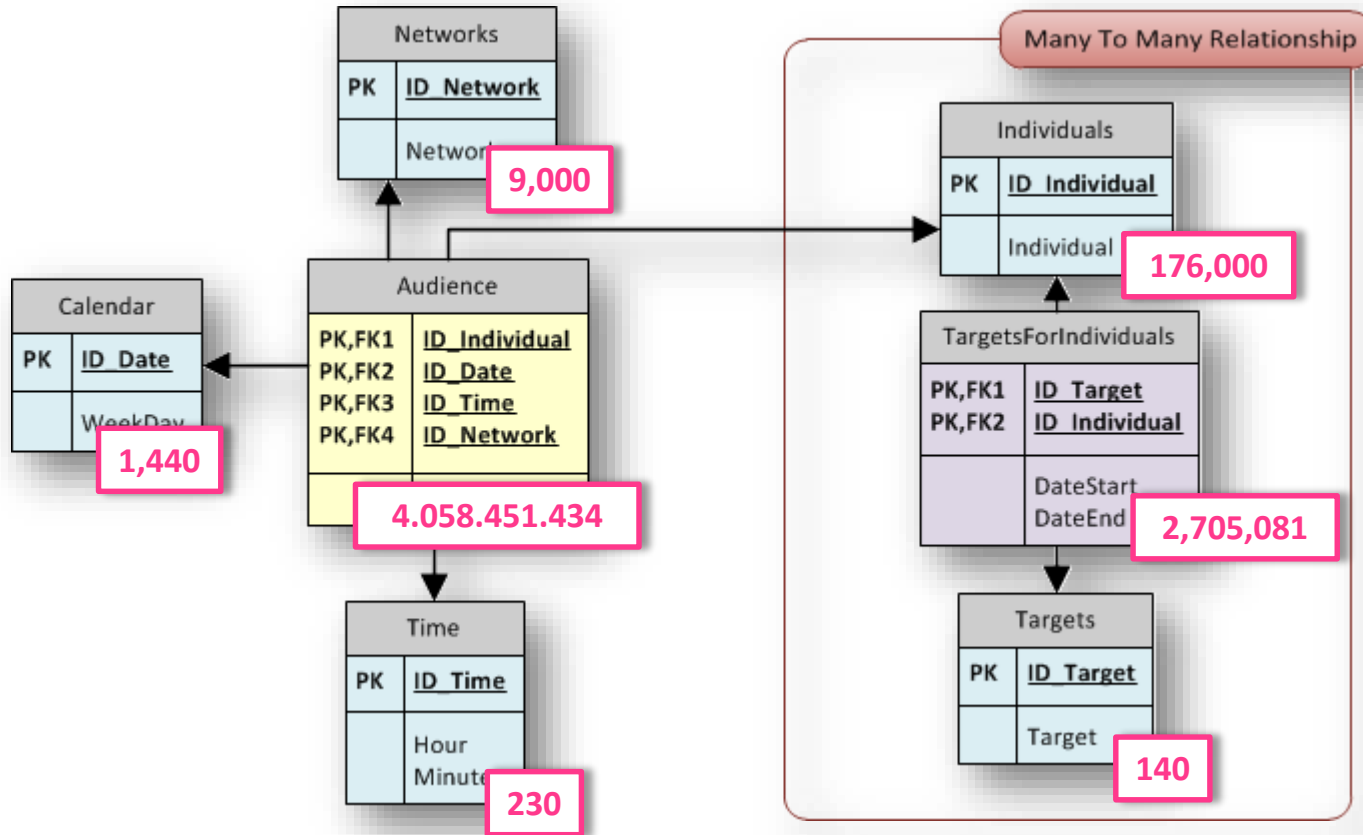 Many To Many Relationship
Networks
PK ID_Network
Network
9,000
Individuals
PK ID_Individual
Individual
176,000
Calendar
PK ID_Date
WeekDay
1,440
Audience
PK,FK1 ID_Individual
PK,FK2 ID_Date
PK,FK3 ID_Time
PK,FK4 ID_Network
4.058.451.434
TargetsForIndividuals
PK,FK1 ID_Target
PK,FK2 ID_Individual
DateStart
DateEnd
2,705,081
Time
PK ID_Time
Hour
Minute
230
Targets
PK ID_Target
Target
140